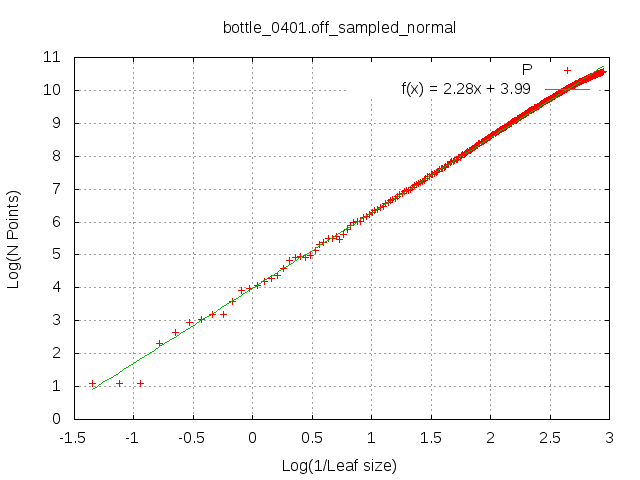 bottle_0401.off_sampled_normal
11
10
9
8
7
6
5
4
3
2
1
0
P
f(x) = 2.28x + 3.99
Log(N Points)
-1.5 -1 -0.5 0 0.5 1 1.5 2 2.5 3
Log(1/Leaf size)